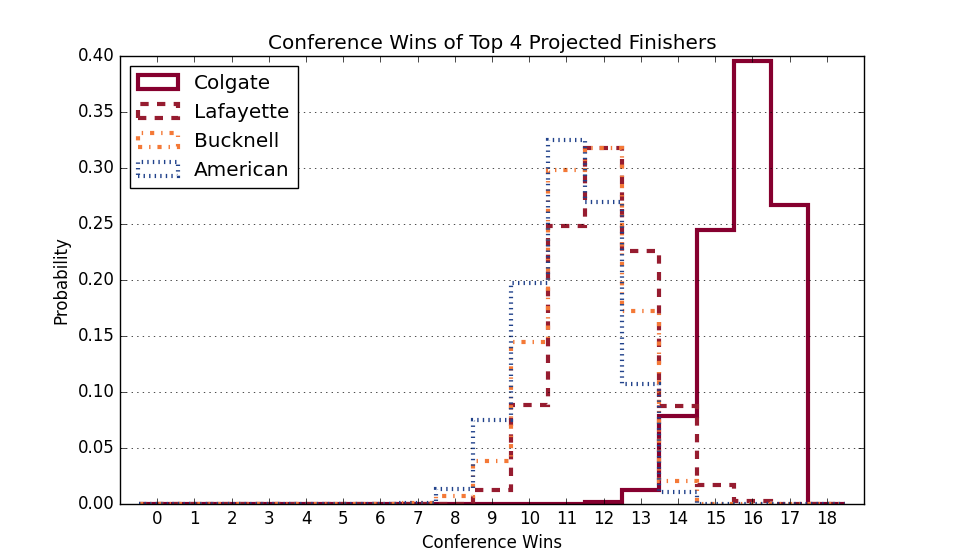 Conference Wins of Top 4 Projected Finishers
Colgate
Lafayette
Bucknell
American
Probability
0.40
0.35
0.30
0.25
0.20
0.15
0.10
0.05
0.00
0 1 2 3 4 5 6 7 8 9 10 11 12 13 14 15 16 17 18
Conference Wins